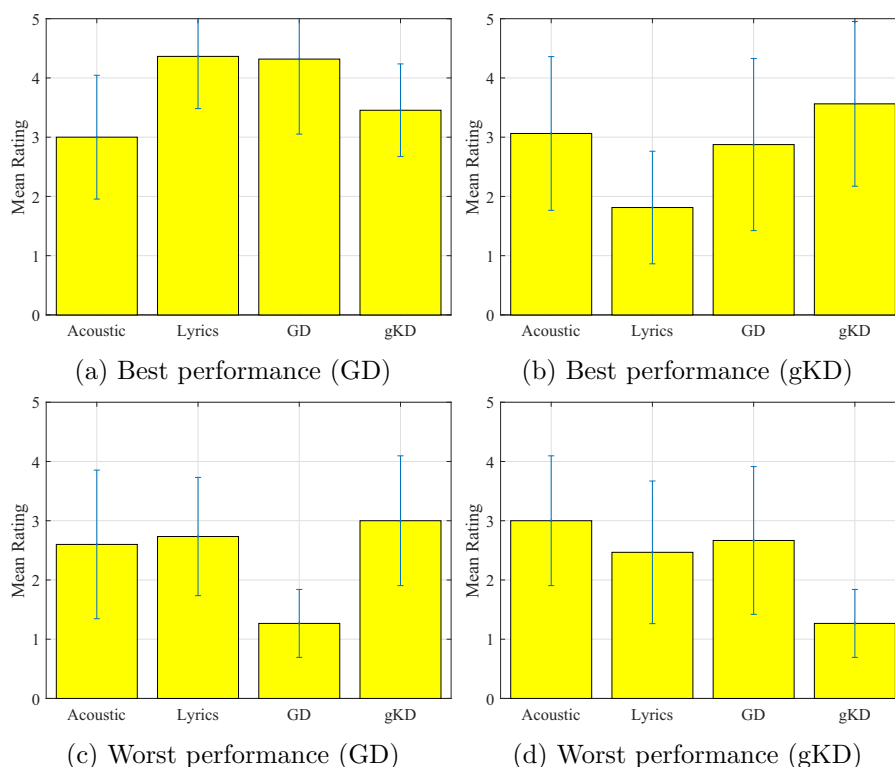 5
4
3
2
1
0
Mean Rating
Acoustic Lyrics GD gKD
(a) Best performance (GD)
5
4
3
2
1
0
Mean Rating
Acoustic Lyrics GD gKD
(b) Best performance (gKD)
5
4
3
2
1
0
Mean Rating
Acoustic Lyrics GD gKD
(c) Worst performance (GD)
5
4
3
2
1
0
Mean Rating
Acoustic Lyrics GD gKD
(d) Worst performance (gKD)